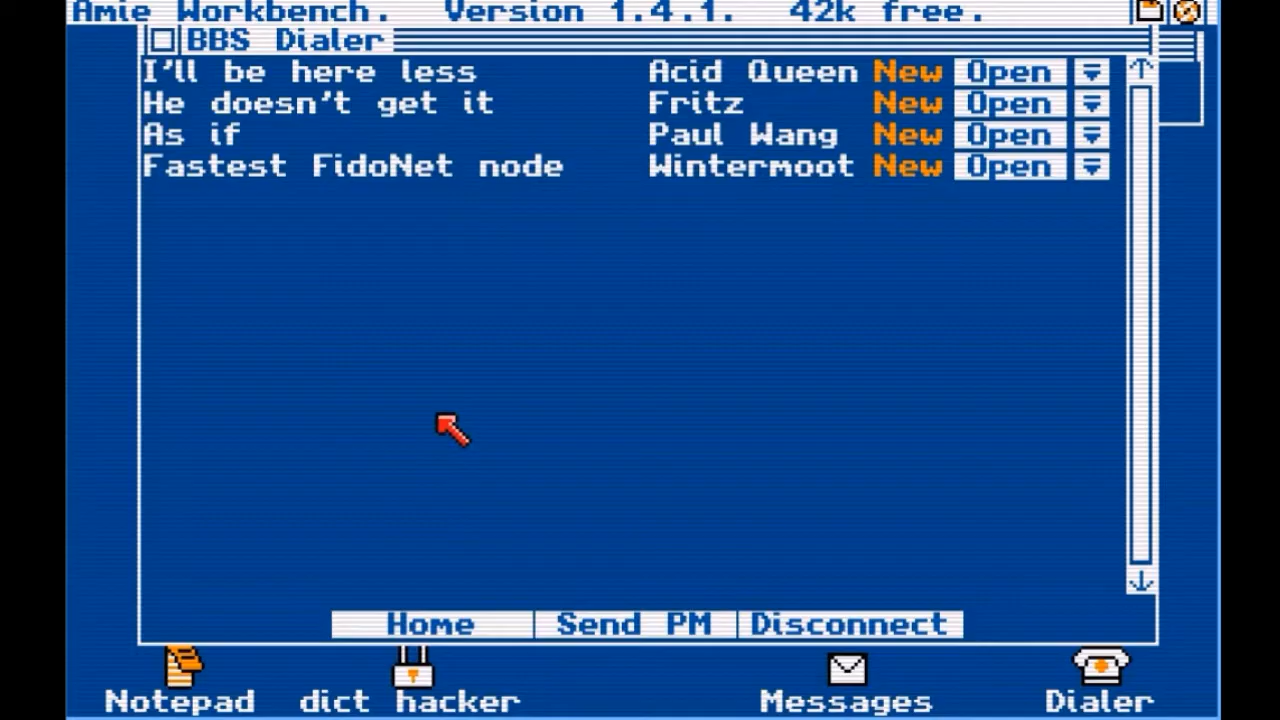 Amie Workbench. Version 1.4.1. 42k free.
BBS Dialer
I'll be here less Acid Queen New Open
He doesn't get it Fritz New Open
As if Paul Wang New Open
Fastest FidoNet node Wintermoot New Open
Home Send PM Disconnect
Notepad dict hacker Messages Dialer